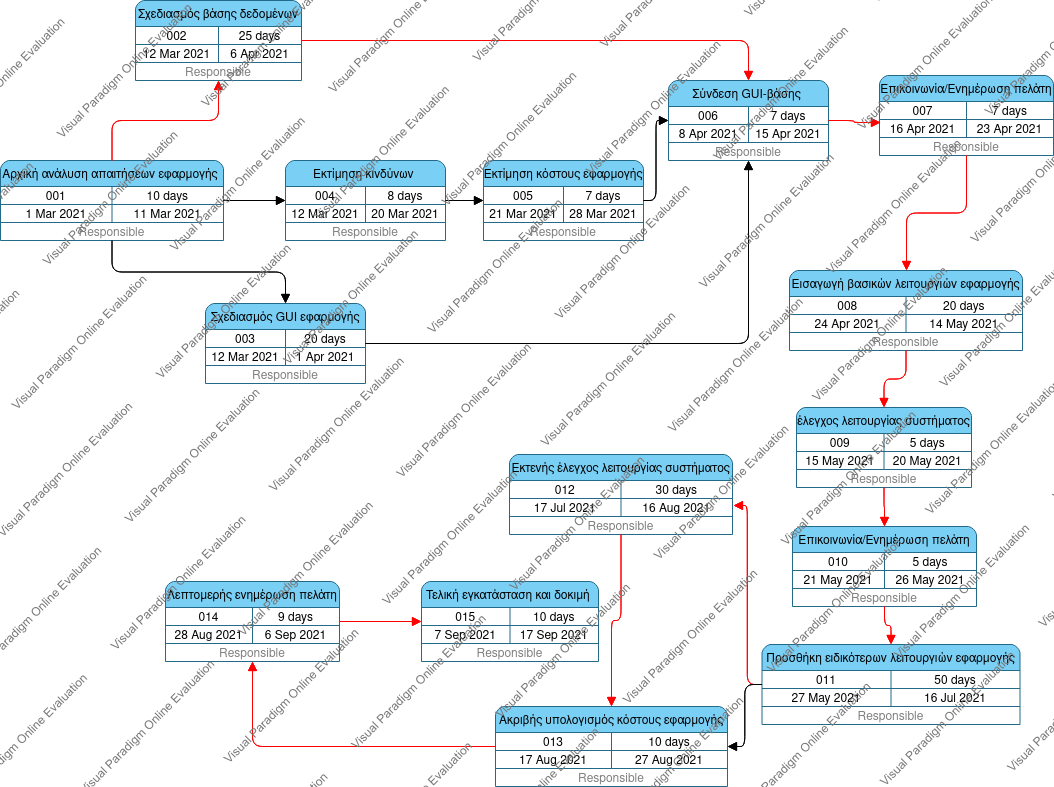 Σχεδιασμός βάσης δεδομένων
002 25 days
12 Mar 2021 6 Apr 2021
Responsible
Σύνδεση GUI-βάσης
006 7 days
8 Apr 2021 15 Apr 2021
Responsible
Επικοινωνία/Ενημέρωση πελάτη
007 7 days
16 Apr 2021 23 Apr 2021
Responsible
Αρχική ανάλυση απαιτήσεων εφαρμογής
001 10 days
1 Mar 2021 11 Mar 2021
Responsible
Εκτίμηση κινδύνων
004 8 days
12 Mar 2021 20 Mar 2021
Responsible
Εκτίμηση κόστους εφαρμογής
005 7 days
21 Mar 2021 28 Mar 2021
Responsible
Σχεδιασμός GUI εφαρμογής
003 20 days
12 Mar 2021 1 Apr 2021
Responsible
Εισαγωγή βασικών λειτουργιών εφαρμογής
008 20 days
24 Apr 2021 14 May 2021
Responsible
έλεγχος λειτουργίας συστήματος
009 5 days
15 May 2021 20 May 2021
Responsible
Εκτενής έλεγχος λειτουργίας συστήματος
012 30 days
17 Jul 2021 16 Aug 2021
Responsible
Επικοινωνία/Ενημέρωση πελάτη
010 5 days
21 May 2021 26 May 2021
Responsible
Λεπτομερής ενημέρωση πελάτη
014 9 days
28 Aug 2021 6 Sep 2021
Responsible
Τελική εγκατάσταση και δοκιμή
015 10 days
7 Sep 2021 17 Sep 2021
Responsible
Προσθήκη ειδικότερων λειτουργιών εφαρμογής
011 50 days
27 May 2021 16 Jul 2021
Responsible
Ακριβής υπολογισμός κόστους εφαρμογής
013 10 days
17 Aug 2021 27 Aug 2021
Responsible
Visual Paradigm Online Evaluation